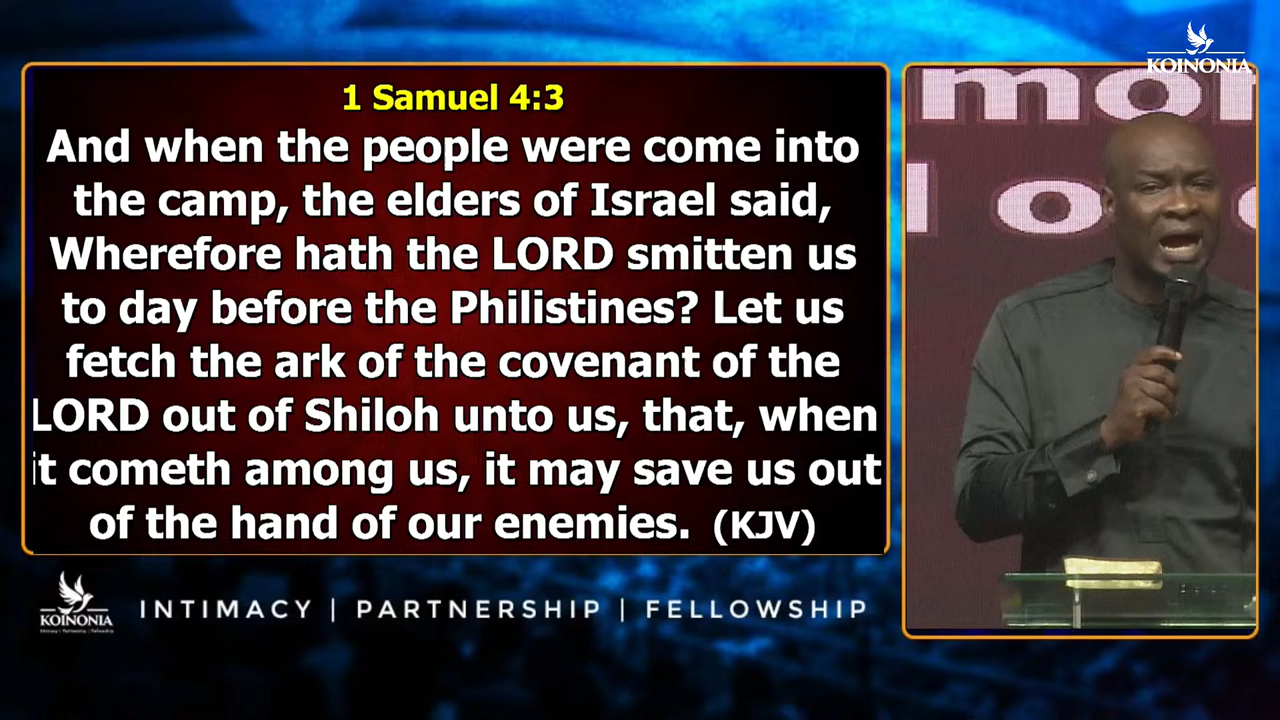 KOINONIA
1 Samuel 4:3
And when the people were come into
the camp, the elders of Israel said,
Wherefore hath the LORD smitten us
to day before the Philistines? Let us
fetch the ark of the covenant of the
LORD out of Shiloh unto us, that, when
it cometh among us, it may save us out
of the hand of our enemies. (KJV)
KOINONIA
Intimacy | Partnership | Fellowship
INTIMACY | PARTNERSHIP | FELLOWSHIP